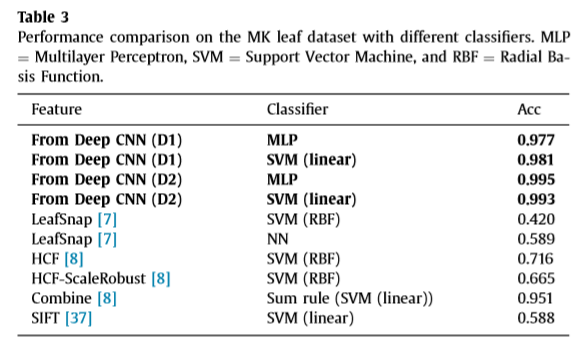 Table 3
Performance comparison on the MK leaf dataset with different classifiers. MLP
= Multilayer Perceptron, SVM = Support Vector Machine, and RBF = Radial Ba-
sis Function.
Feature Classifier Acc
From Deep CNN (D1) MLP 0.977
From Deep CNN (D1) SVM (linear) 0.981
From Deep CNN (D2) MLP 0.995
From Deep CNN (D2) SVM (linear) 0.993
LeafSnap [7] SVM (RBF) 0.420
LeafSnap [7] NN 0.589
HCF [8] SVM (RBF) 0.716
HCF-ScaleRobust [8] SVM (RBF) 0.665
Combine [8] Sum rule (SVM (linear)) 0.951
SIFT [37] SVM (linear) 0.588